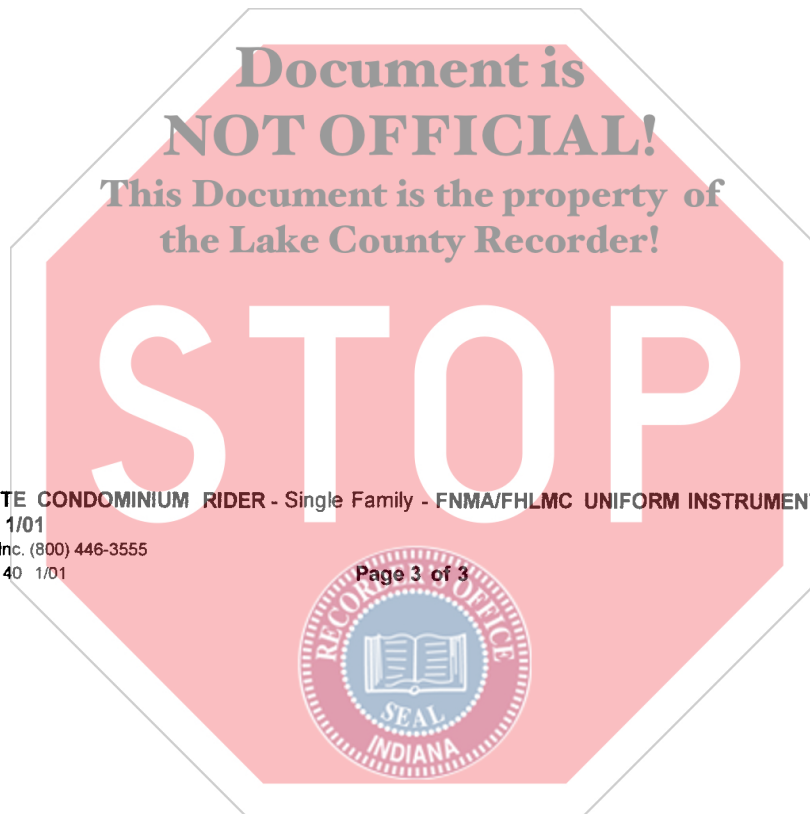 Document is
NOT OFFICIAL!
This Document is the property of
the Lake County Recorder!
STOP
TE CONDOMINIUM RIDER - Single Family - FNMA/FHLMC UNIFORM INSTRUMENT
1/01
Inc. (800) 446-3555
40 1/01
Page 3 of 3
RECORDER'S OFFICE
SEAL
INDIANA